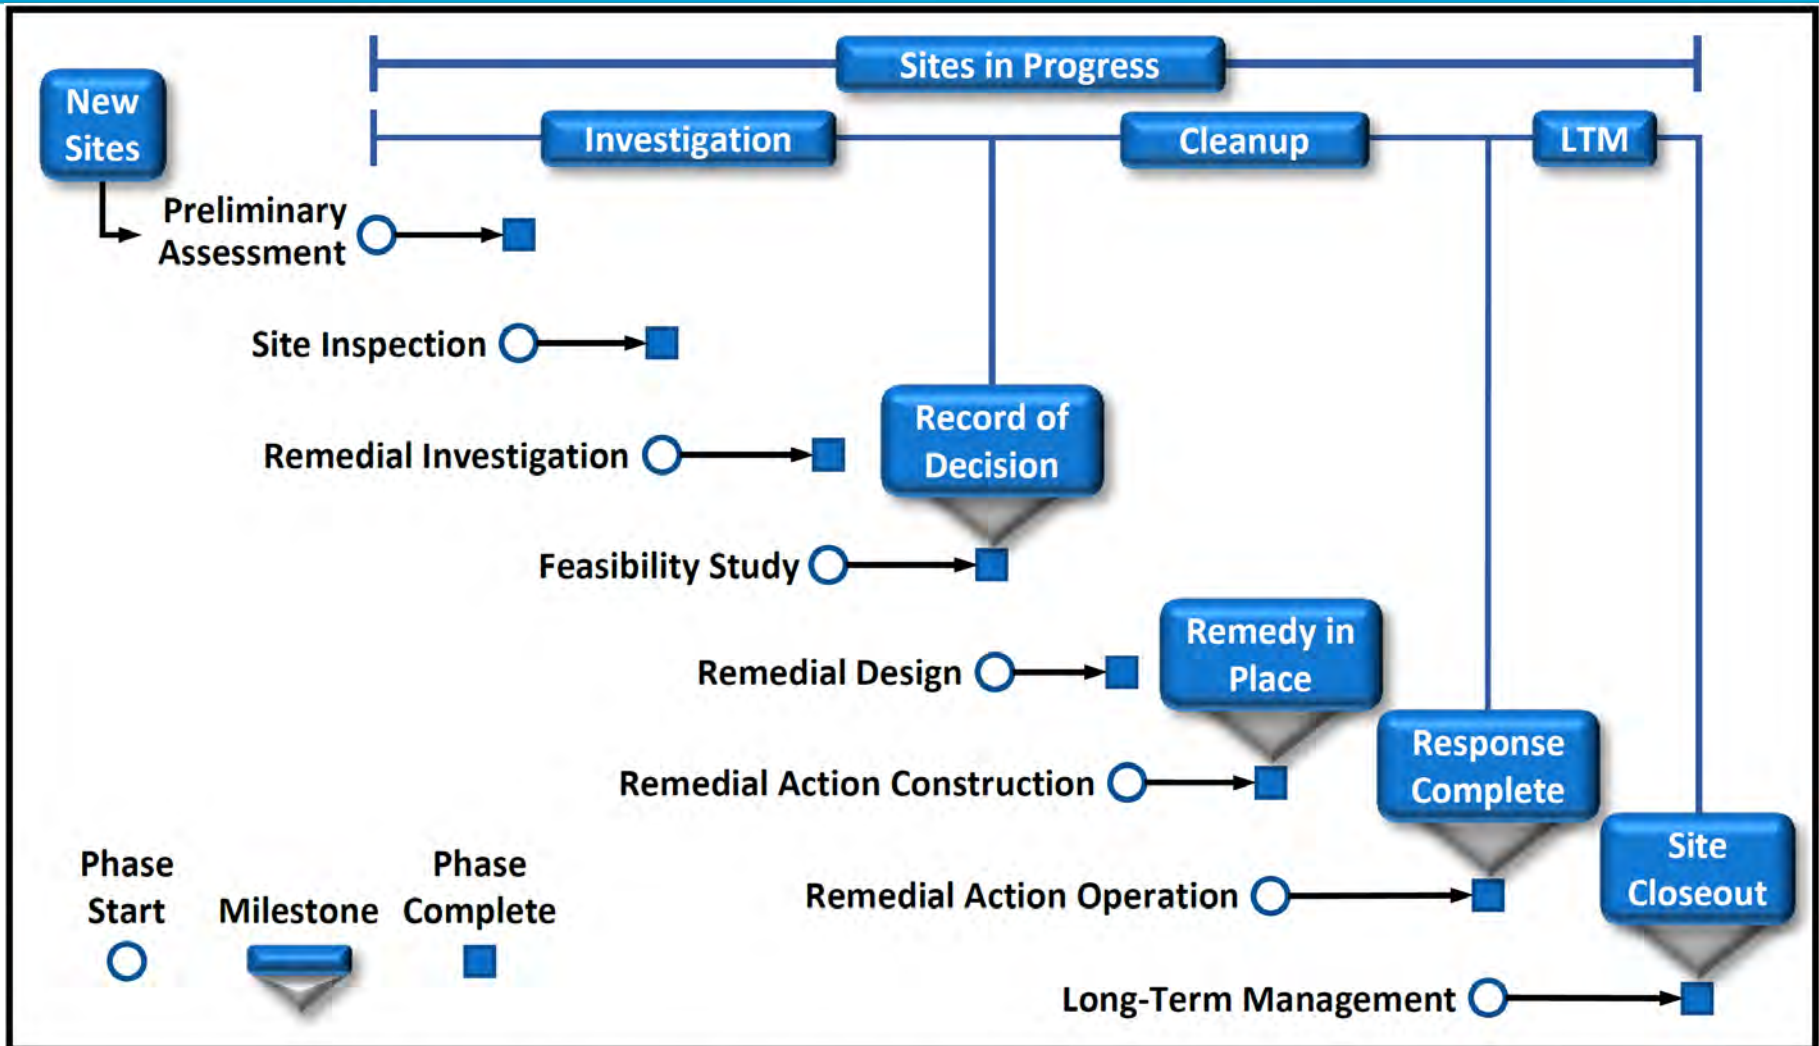 Sites in Progress
New
Sites
Investigation
Cleanup
LTM
Preliminary
Assessment
Site Inspection
Remedial Investigation
Record of
Decision
Feasibility Study
Remedial Design
Remedy in
Place
Remedial Action Construction
Response
Complete
Remedial Action Operation
Site
Closeout
Long-Term Management
Phase
Start
Milestone
Phase
Complete